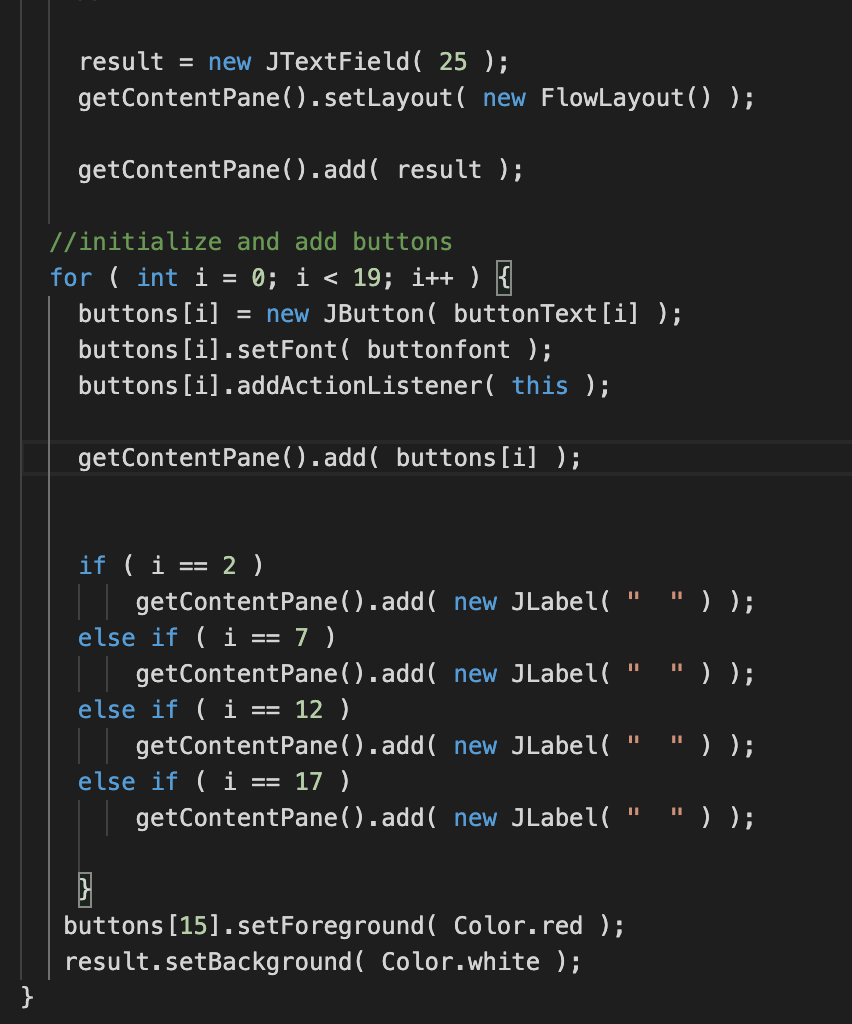 result = new JTextField( 25 );
getContentPane().setLayout( new FlowLayout() );
getContentPane().add( result );
//initialize and add buttons
for ( int i = 0; i < 19; i++ ) {
buttons[i] = new JButton( buttonText[i] );
buttons[i].setFont( buttonfont );
buttons[i].addActionListener( this );
getContentPane().add( buttons[i] );
if ( i == 2 )
getContentPane().add( new JLabel( "  " ) );
else if ( i == 7 )
getContentPane().add( new JLabel( "  " ) );
else if ( i == 12 )
getContentPane().add( new JLabel( "  " ) );
else if ( i == 17 )
getContentPane().add( new JLabel( "  " ) );
}
buttons[15].setForeground( Color.red );
result.setBackground( Color.white );
}